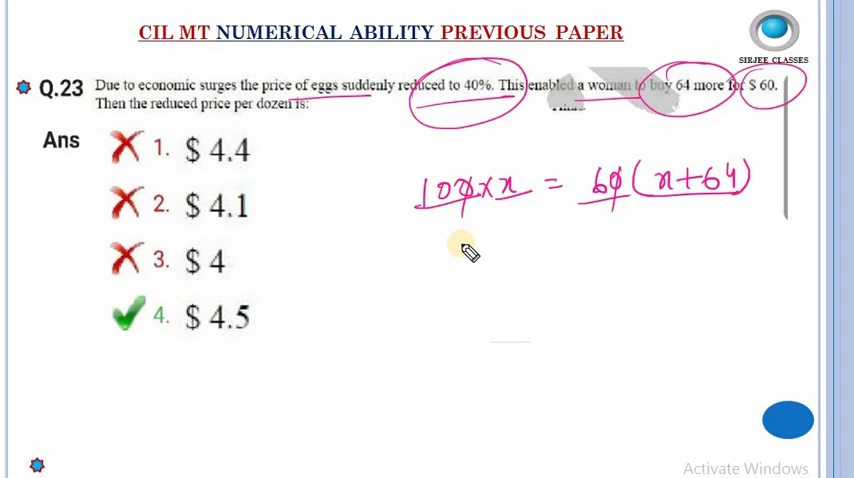 CIL MT NUMERICAL ABILITY PREVIOUS PAPER
SIRJEE CLASSES
Q.23 Due to economic surges the price of eggs suddenly reduced to 40%. This enabled a woman to buy 64 more for $ 60.
Then the reduced price per dozen is:
Ans
1. $ 4.4
2. $ 4.1
3. $ 4
4. $ 4.5
100 x x = 60 (x+64)
Activate Windows